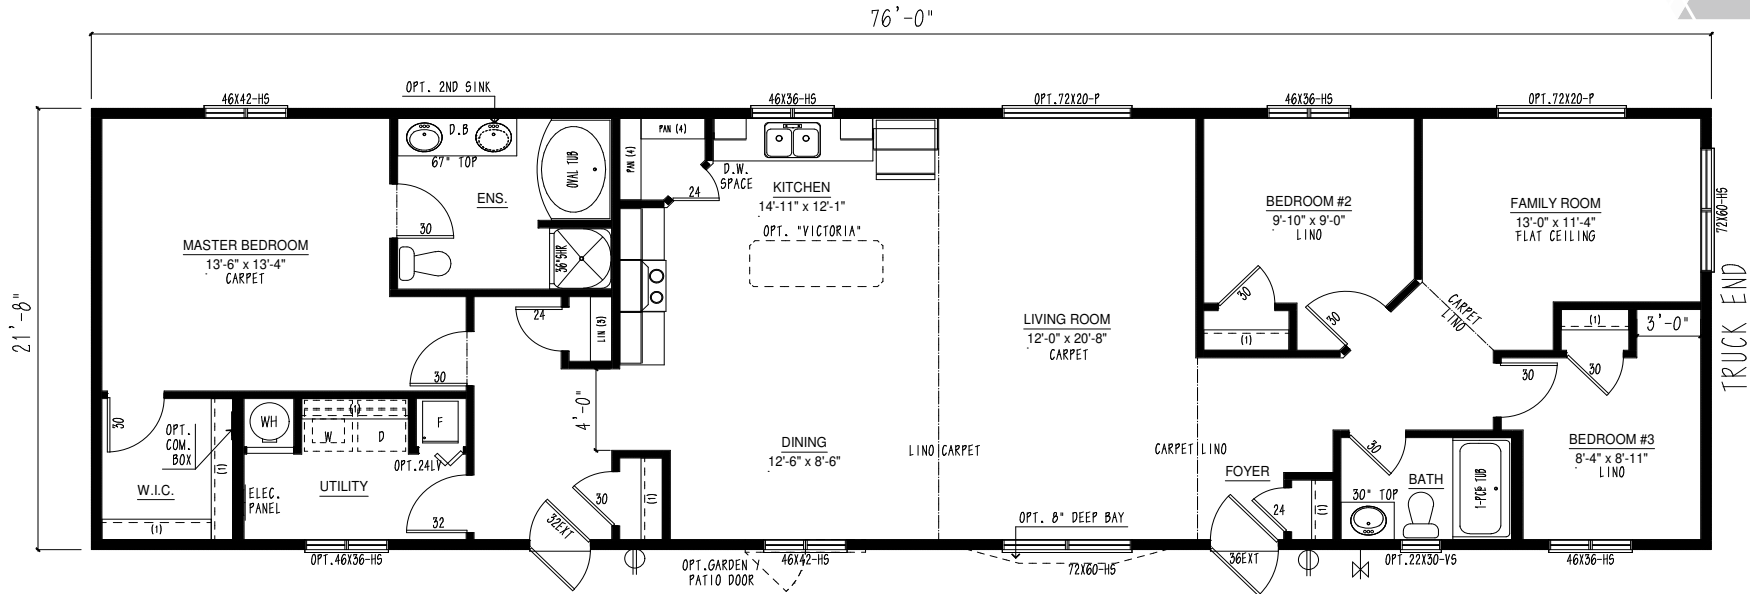 76'-0"
OPT. 2ND SINK
46X42-HS
46X36-HS
OPT.72X20-P
46X36-HS
OPT.72X20-P
D.B
67" TOP
OVAL TUB
PAN (4)
PAN (4)
24
D.W.
SPACE
KITCHEN
14'-11" x 12'-1"
OPT. "VICTORIA"
ENS.
30
36"SHR
MASTER BEDROOM
13'-6" x 13'-4"
CARPET
BEDROOM #2
9'-10" x 9'-0"
LINO
FAMILY ROOM
13'-0" x 11'-4"
FLAT CEILING
72X60-HS
21'-8"
TRUCK END
24
LIN (3)
30
LIVING ROOM
12'-0" x 20'-8"
CARPET
30
(1)
30
CARPET
LINO
(1)
3'-0"
30
30
30
OPT.
COM.
BOX
(1)
W.I.C.
(1)
WH
(1)
W
D
F
OPT.24LV
UTILITY
ELEC.
PANEL
32
4'-0"
30
(1)
32EXT
DINING
12'-6" x 8'-6"
LINO
CARPET
CARPET
LINO
FOYER
24
(1)
36EXT
30
BATH
30" TOP
1-PCE TUB
BEDROOM #3
8'-4" x 8'-11"
LINO
OPT. 8" DEEP BAY
OPT.46X36-HS
OPT.GARDEN
PATIO DOOR
46X42-HS
72X60-HS
OPT.22X30-VS
46X36-HS